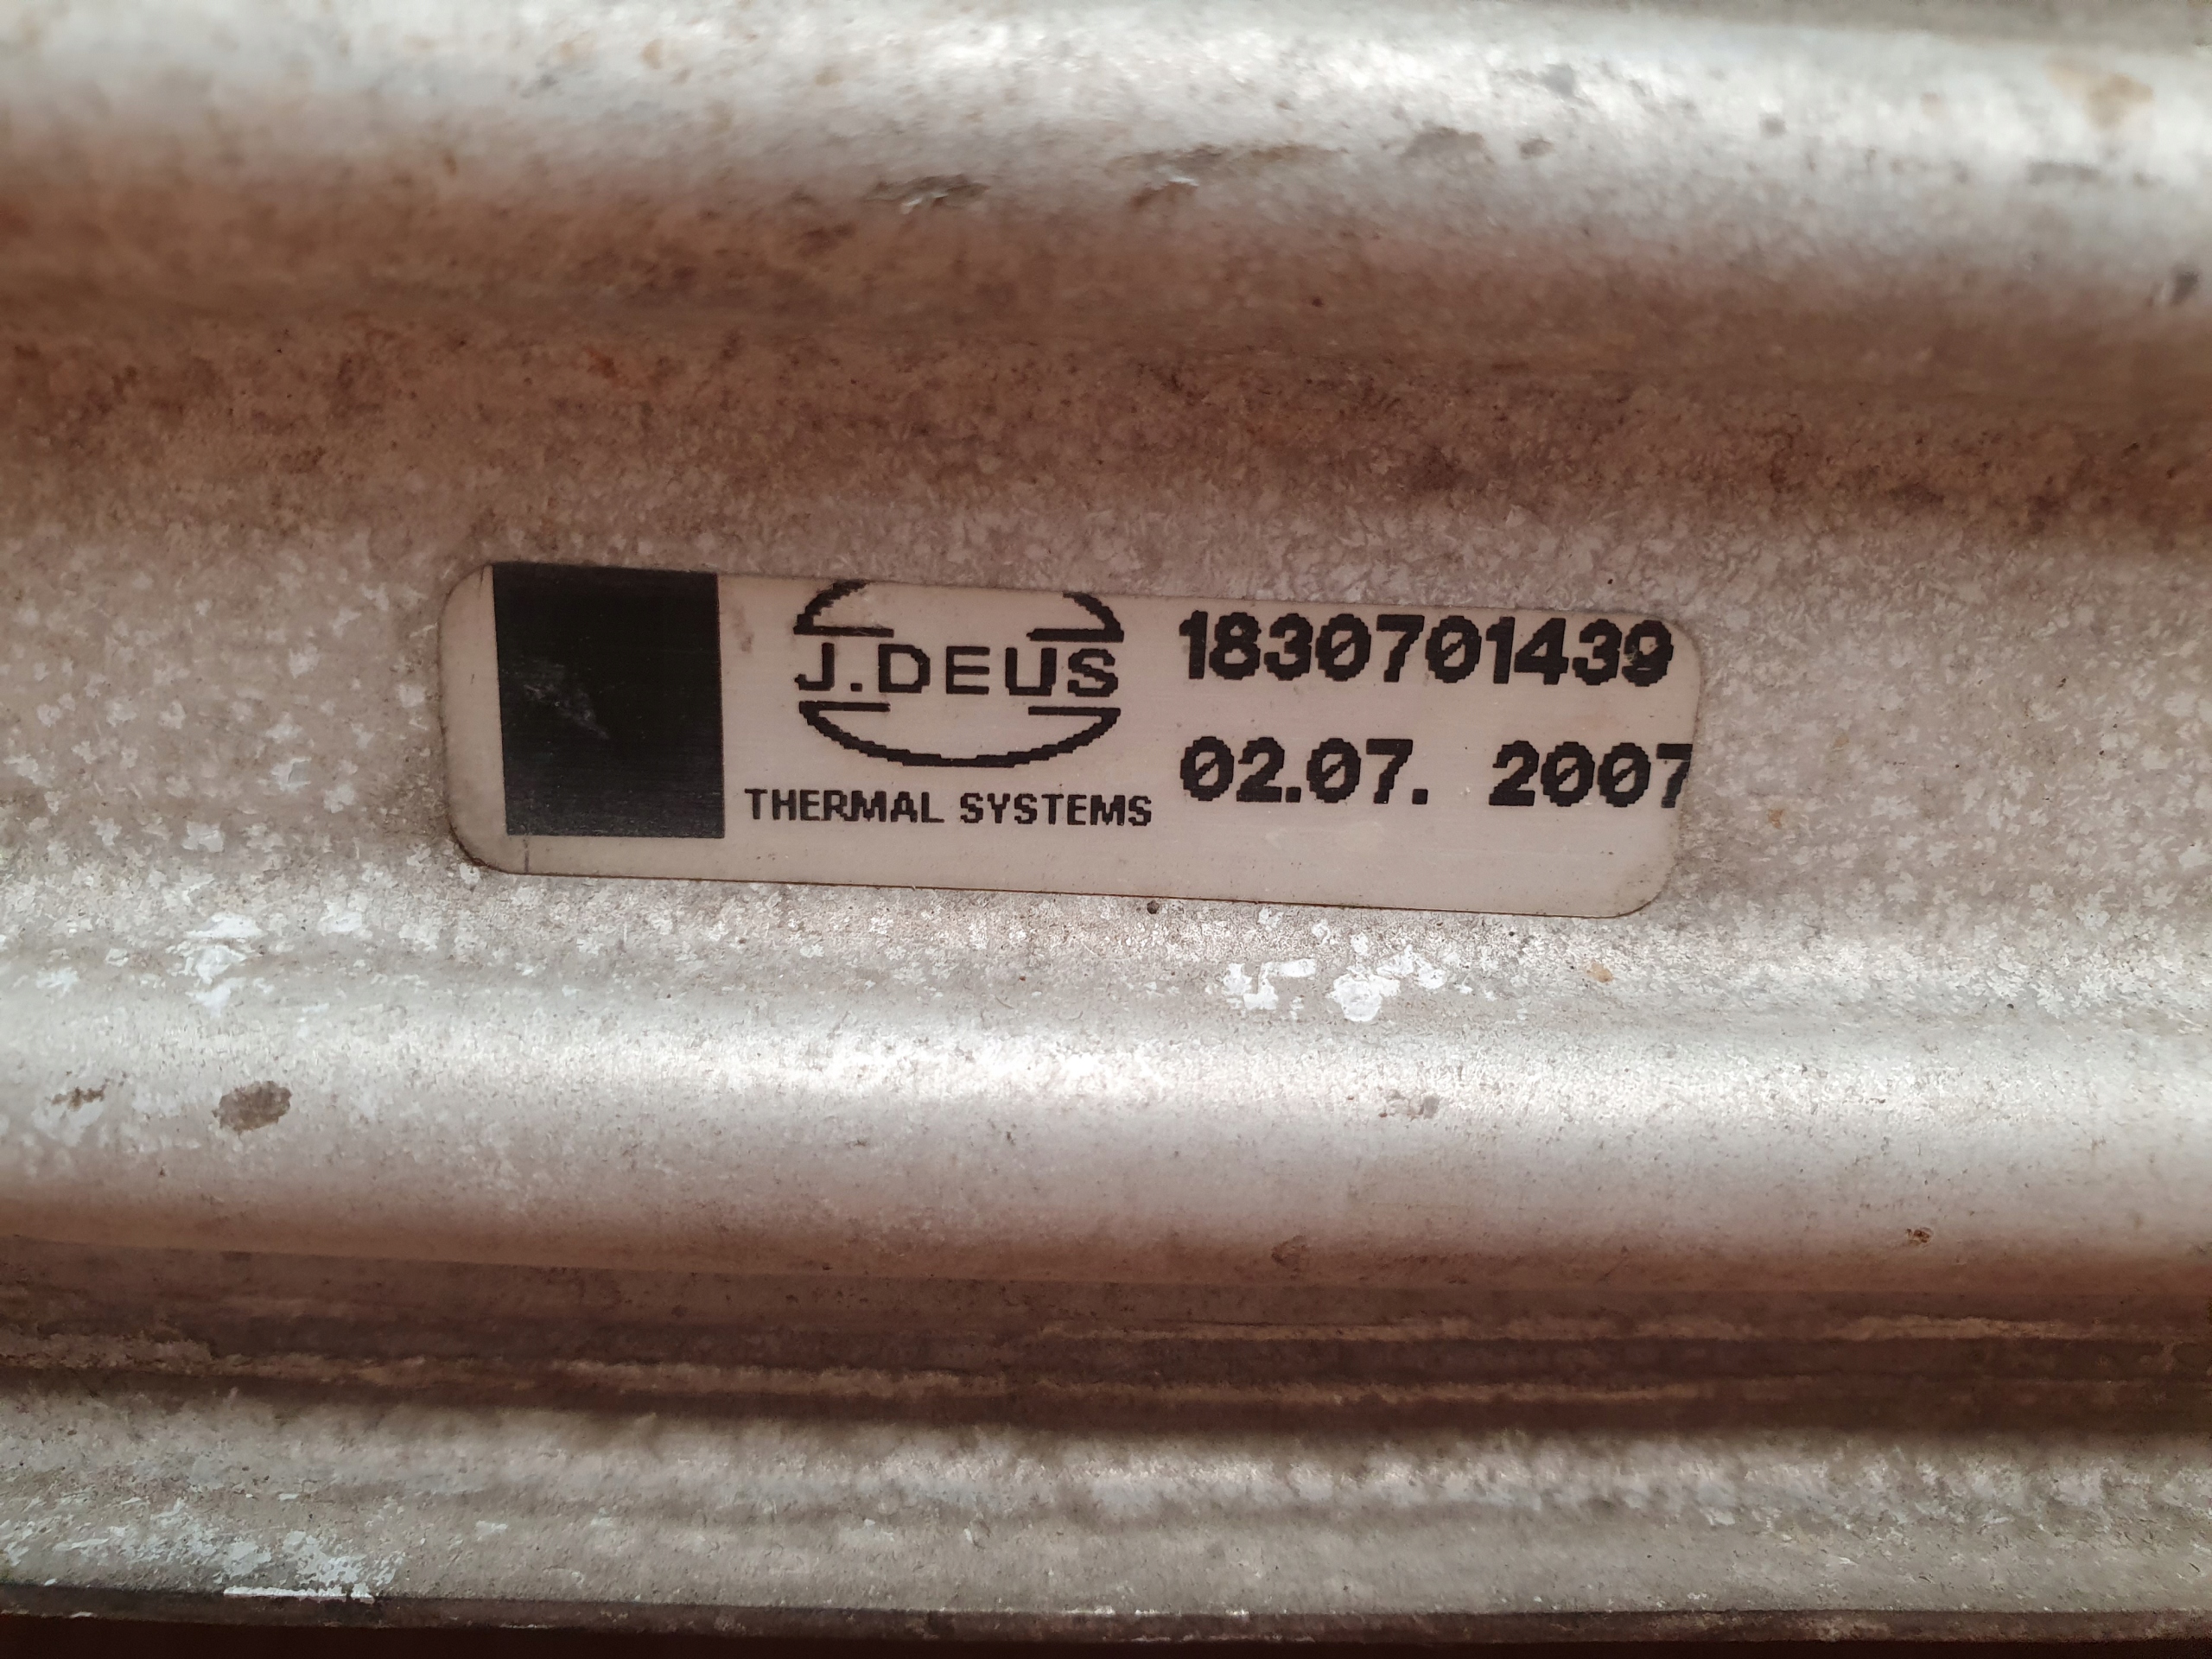 J.DEUS
THERMAL SYSTEMS
1830701439
02.07. 2007